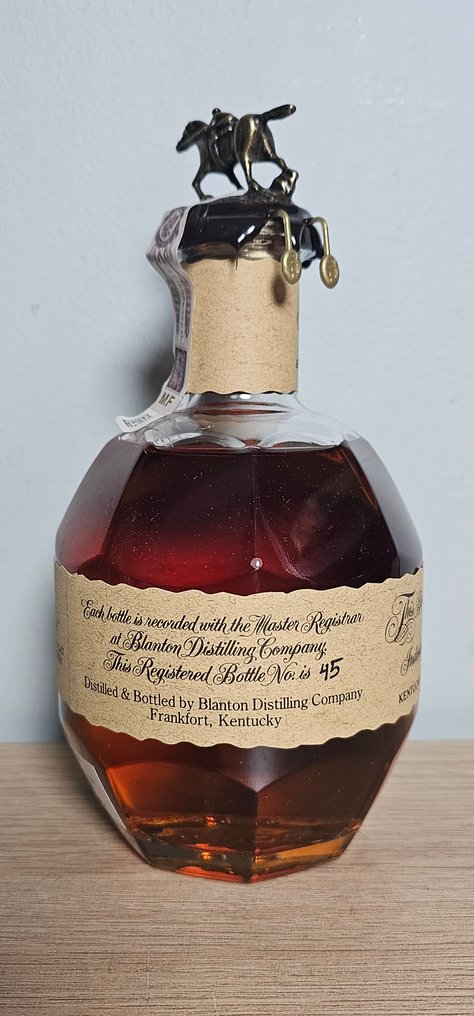 MF
Each bottle is recorded with the Master Registrar
at Blanton Distilling Company.
This Registered Bottle No: is 45
Distilled & Bottled by Blanton Distilling Company
Frankfort, Kentucky